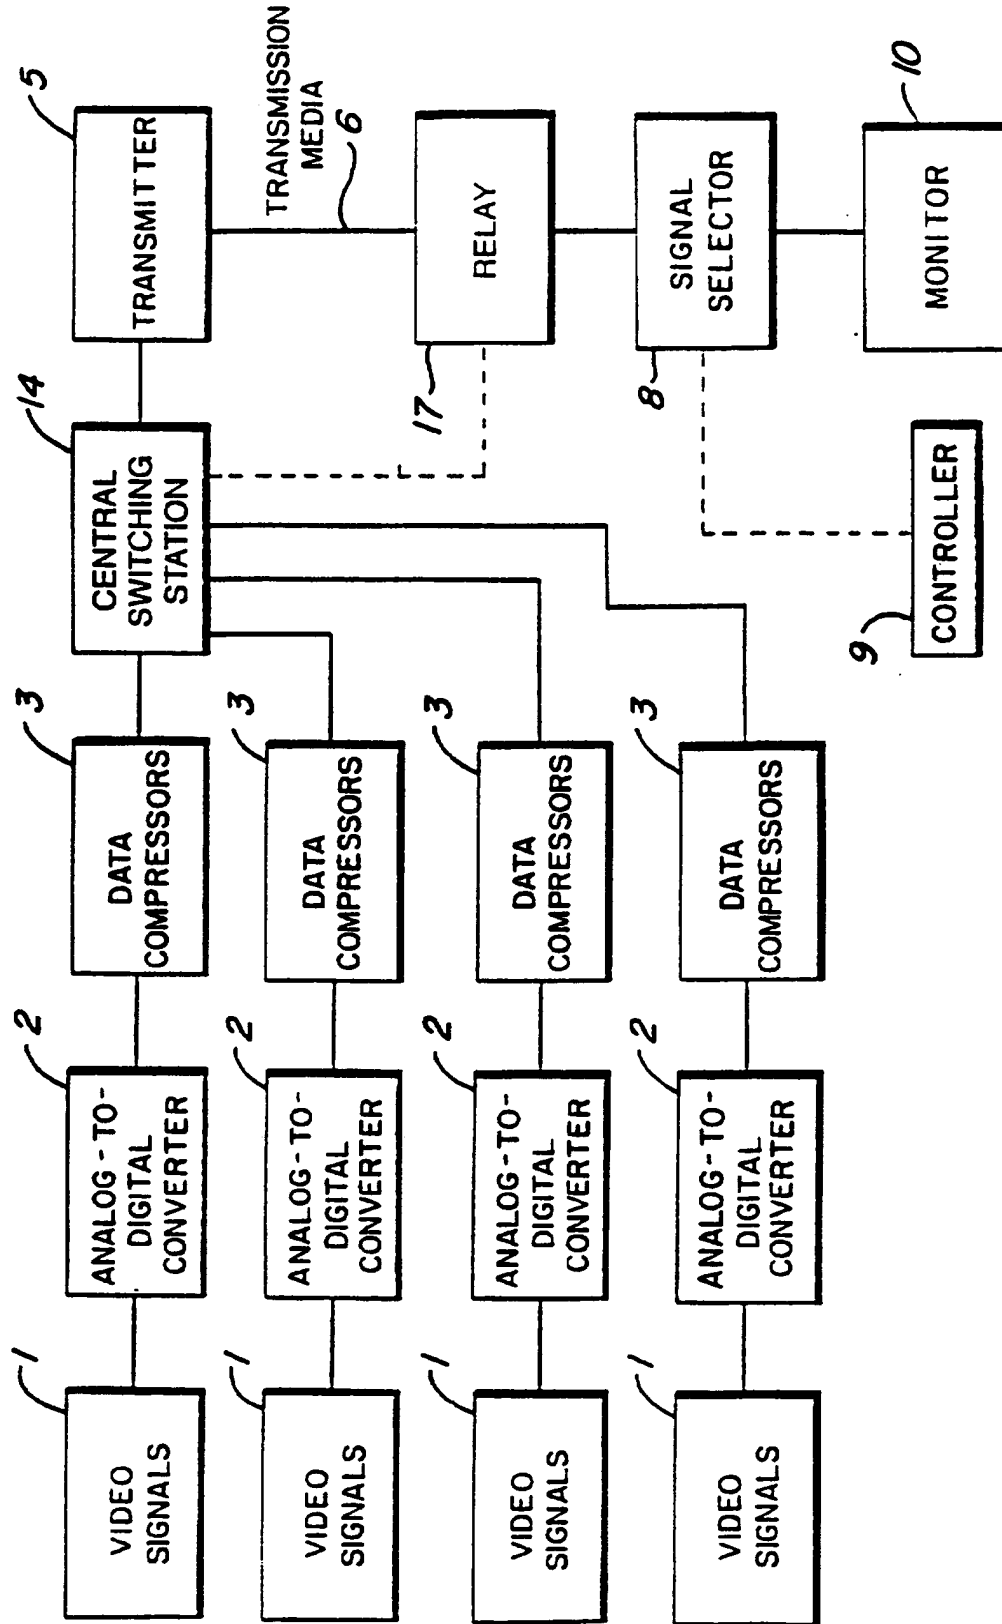 1
VIDEO
SIGNALS
2
ANALOG-TO-
DIGITAL
CONVERTER
3
DATA
COMPRESSORS
14
CENTRAL
SWITCHING
STATION
5
TRANSMITTER
1
VIDEO
SIGNALS
2
ANALOG-TO-
DIGITAL
CONVERTER
3
DATA
COMPRESSORS
TRANSMISSION
MEDIA
6
1
VIDEO
SIGNALS
2
ANALOG-TO-
DIGITAL
CONVERTER
3
DATA
COMPRESSORS
17
RELAY
1
VIDEO
SIGNALS
2
ANALOG-TO-
DIGITAL
CONVERTER
3
DATA
COMPRESSORS
8
SIGNAL
SELECTOR
9
CONTROLLER
10
MONITOR